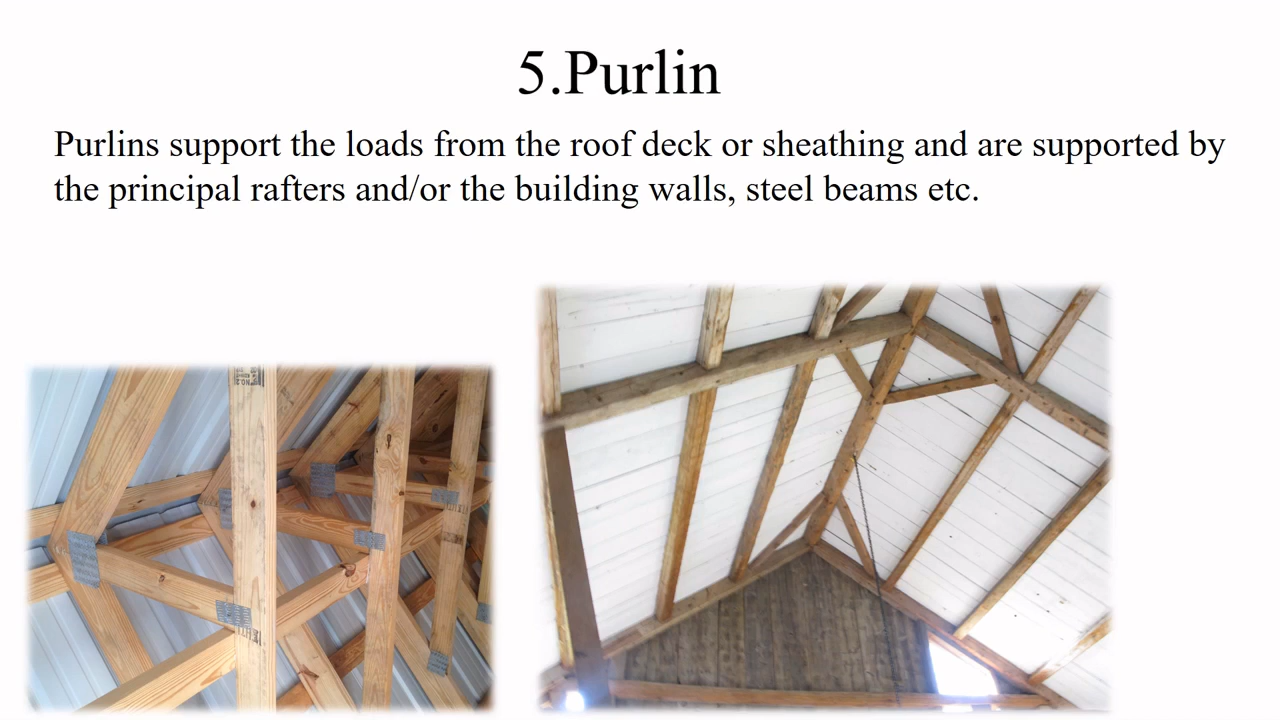 5.Purlin
Purlins support the loads from the roof deck or sheathing and are supported by
the principal rafters and/or the building walls, steel beams etc.